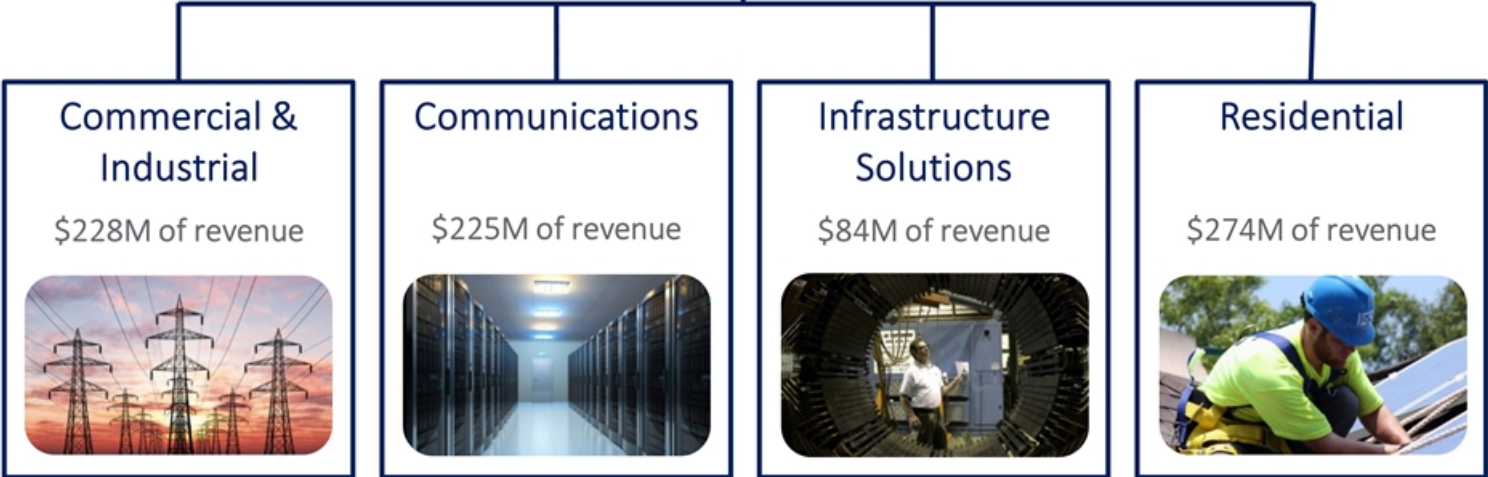 Commercial &
Industrial
$228M of revenue
Communications
$225M of revenue
Infrastructure
Solutions
$84M of revenue
Residential
$274M of revenue